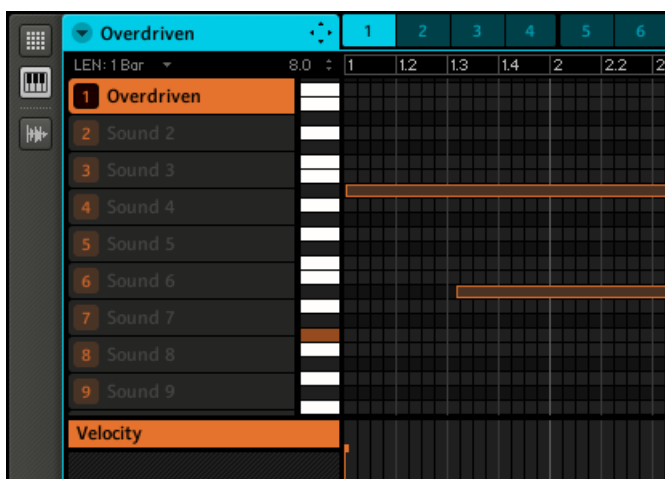 Overdriven 1 2 3 4 5 6
LEN: 1 Bar 8.0 1 1.2 1.3 1.4 2 2.2 2
1 Overdriven
2 Sound 2
3 Sound 3
4 Sound 4
5 Sound 5
6 Sound 6
7 Sound 7
8 Sound 8
9 Sound 9
Velocity